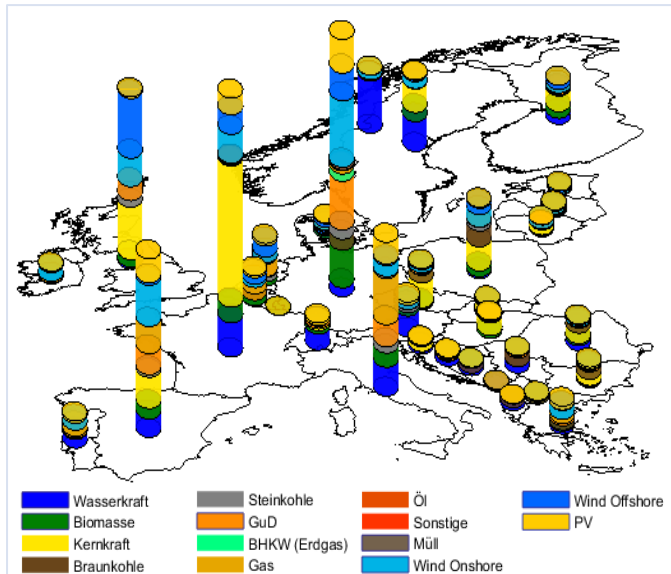 Wasserkraft
Biomasse
Kernkraft
Braunkohle
Steinkohle
GuD
BHKW (Erdgas)
Gas
Öl
Sonstige
Müll
Wind Onshore
Wind Offshore
PV